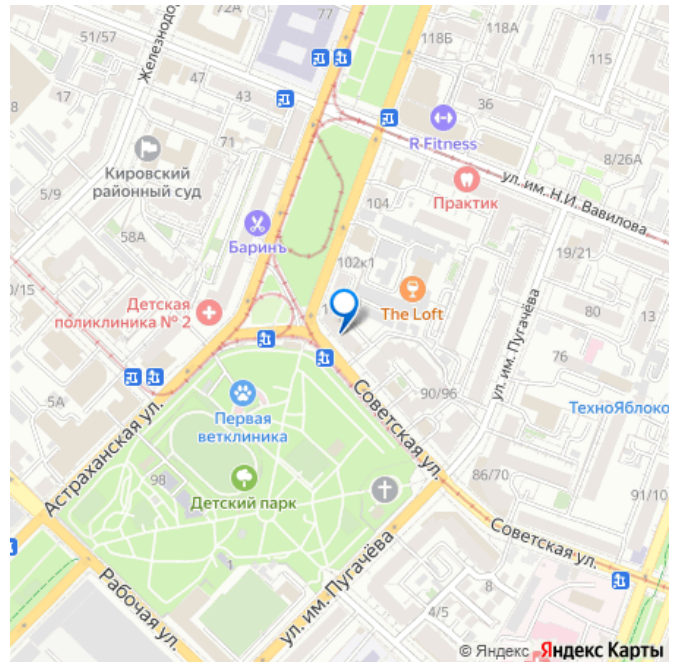 51/57
72А
77
118Б
118А
115
Железнодо
47
17
43
36
R-Fitness
71
8/26А
Кировский
районный суд
Практик
ул. им. Н.И. Вавилова
5/9
104
58А
Баринъ
19/21
102к1
0/15
Детская
поликлиника № 2
The Loft
80
13
ул. им. Пугачёва
76
5А
Первая
ветклиника
Советская ул.
90/96
ТехноЯблоко
Астраханская ул.
98
Детский парк
86/70
91/10
Советская ул.
Рабочая ул.
ул. им. Пугачёва
8
4/5
© Яндекс Яндекс Карты